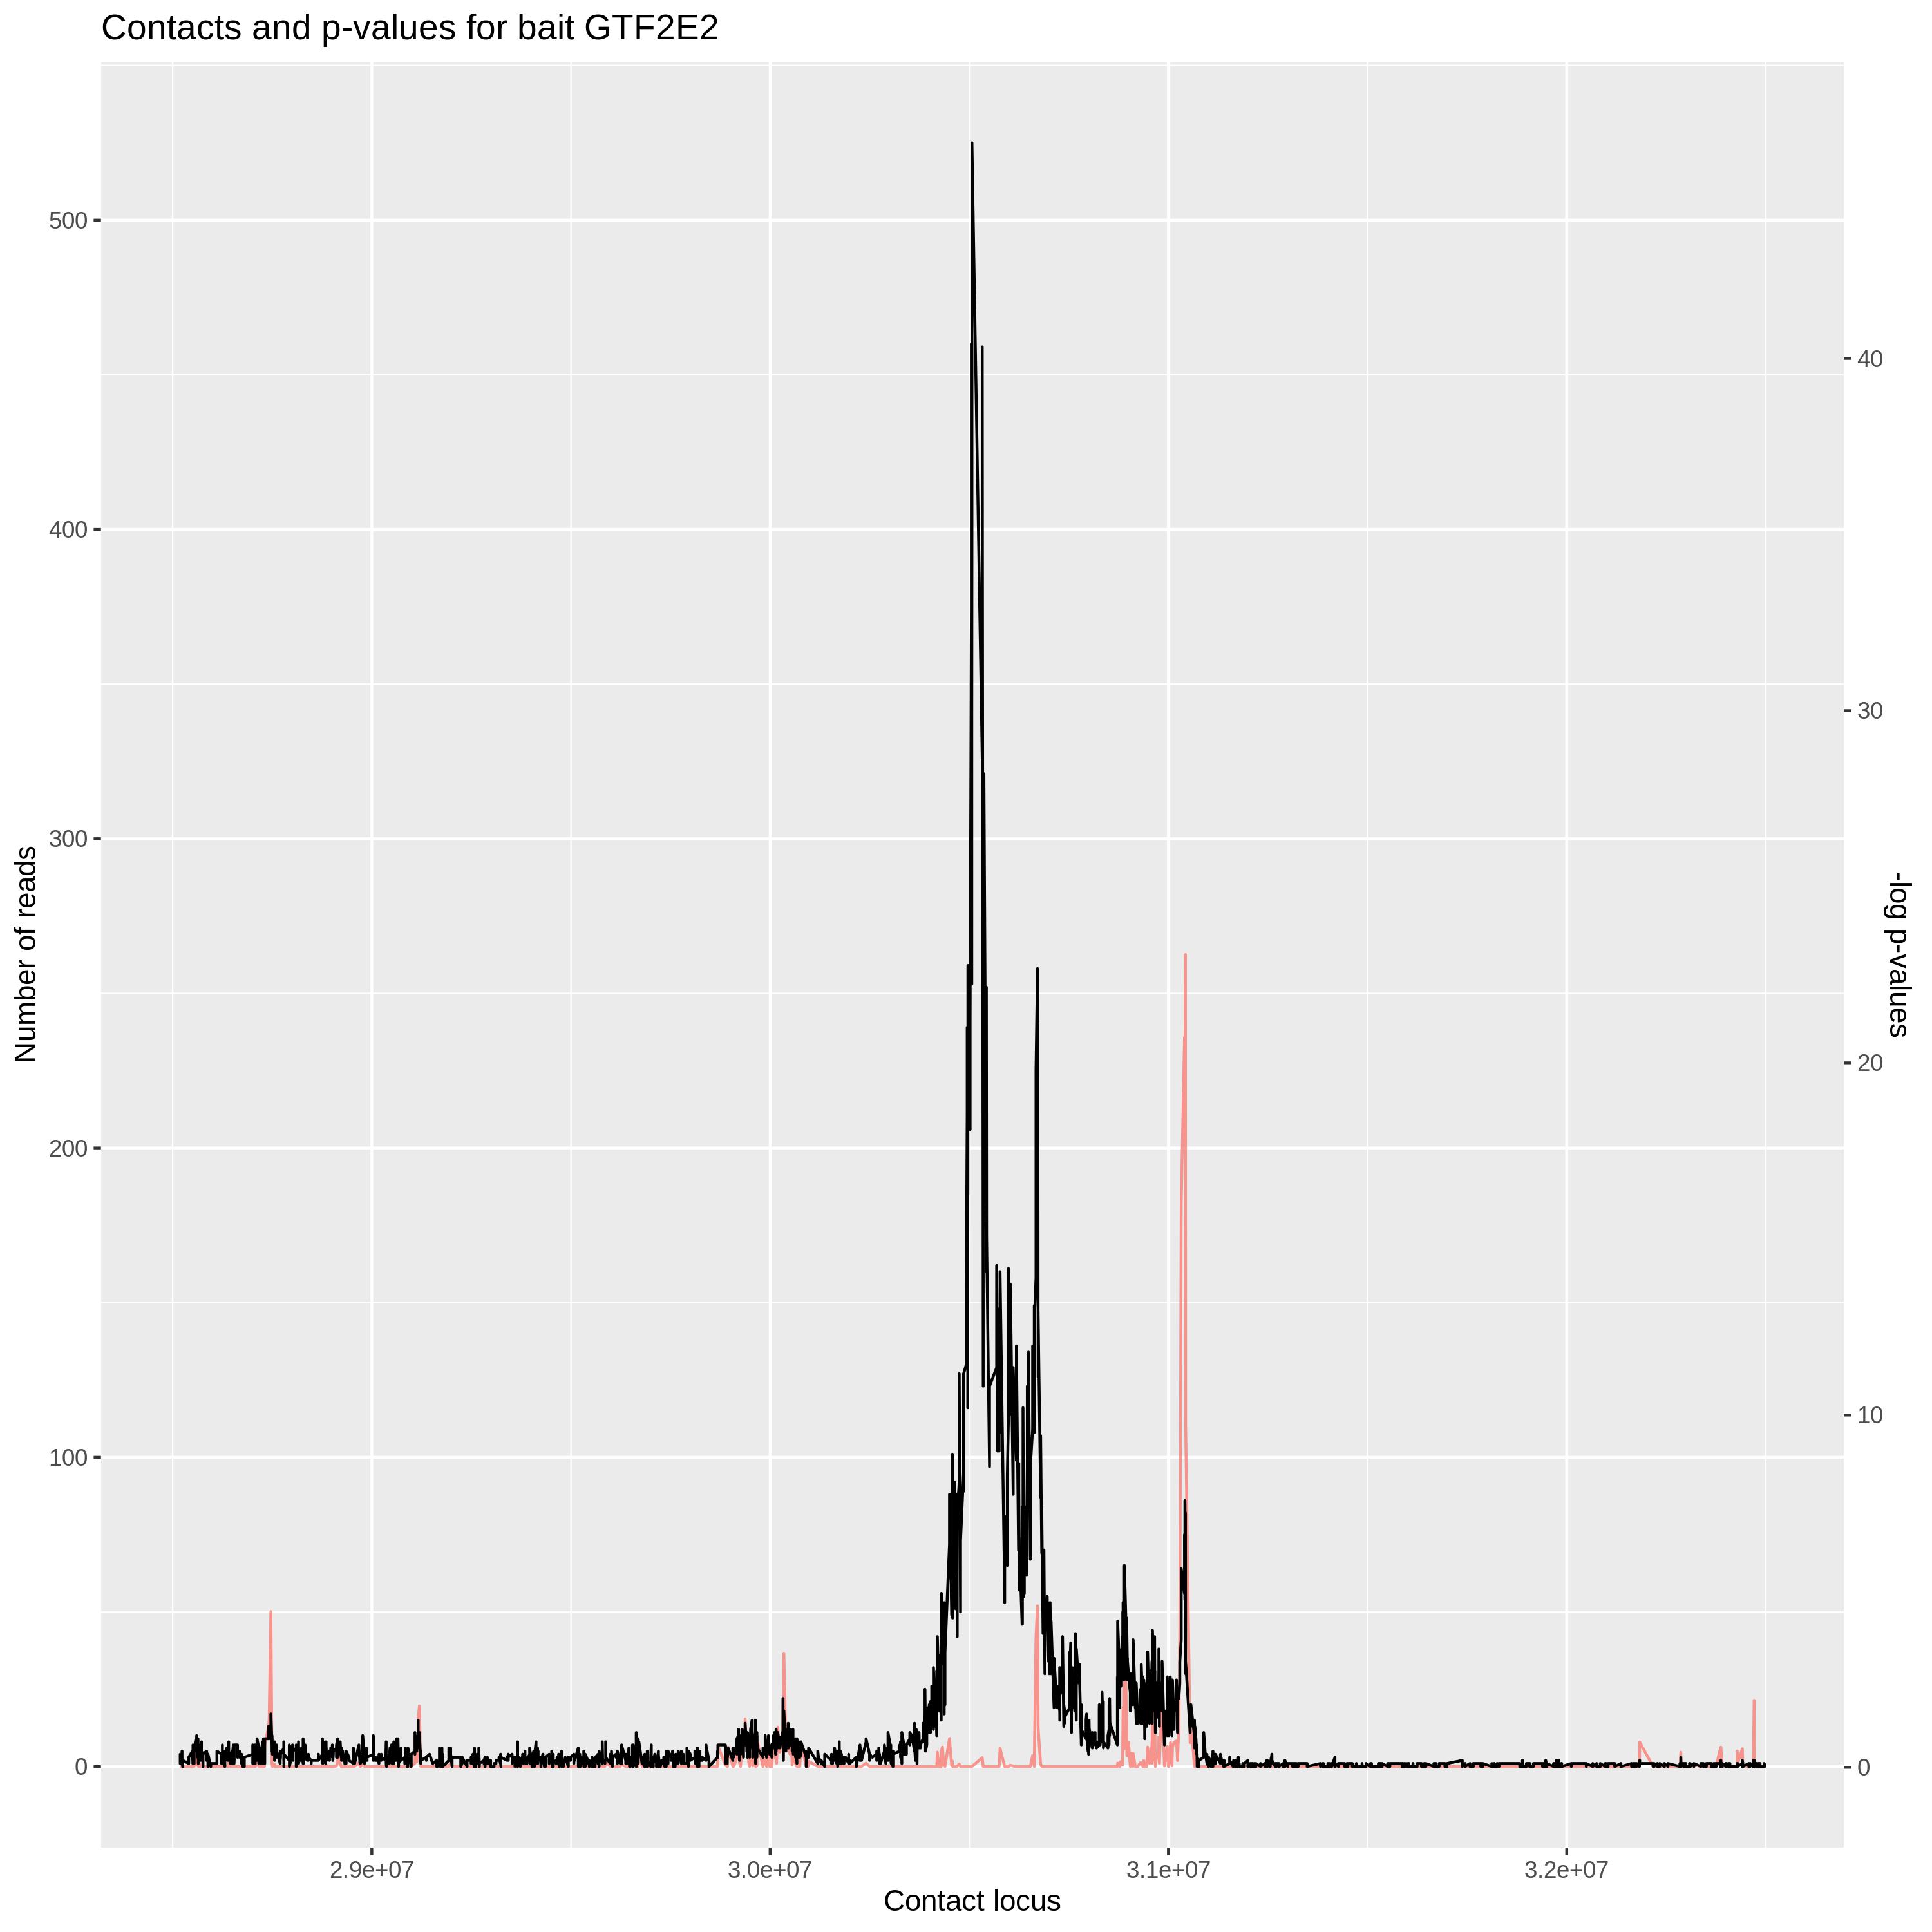 Contacts and p-values for bait GTF2E2
Number of reads
500
400
300
200
100
0
40
30
20
10
0
-log p-values
2.9e+07
3.0e+07
3.1e+07
3.2e+07
Contact locus